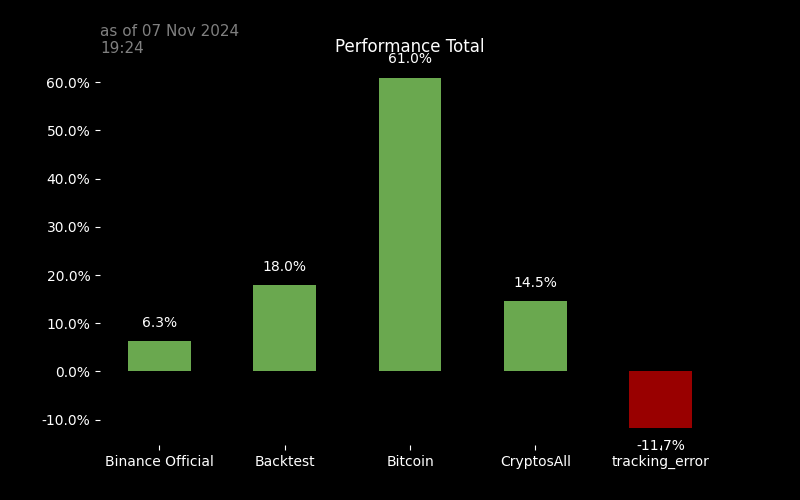 as of 07 Nov 2024
19:24
Performance Total
61.0%
60.0%
50.0%
40.0%
30.0%
20.0%
10.0%
0.0%
-10.0%
6.3%
18.0%
14.5%
-11.7%
Binance Official
Backtest
Bitcoin
CryptosAll
tracking_error